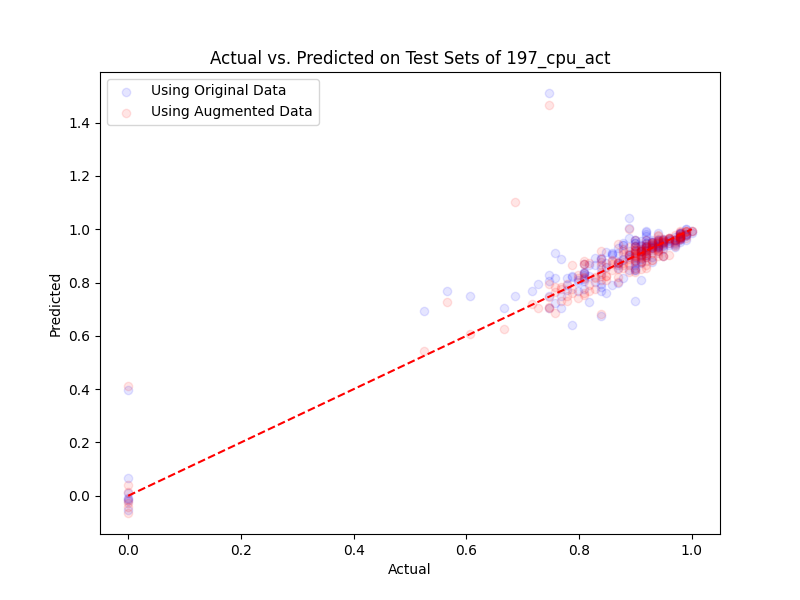 Actual vs. Predicted on Test Sets of 197_cpu_act
Using Original Data
Using Augmented Data
1.4
1.2
1.0
0.8
0.6
0.4
0.2
0.0
Predicted
0.0 0.2 0.4 0.6 0.8 1.0
Actual